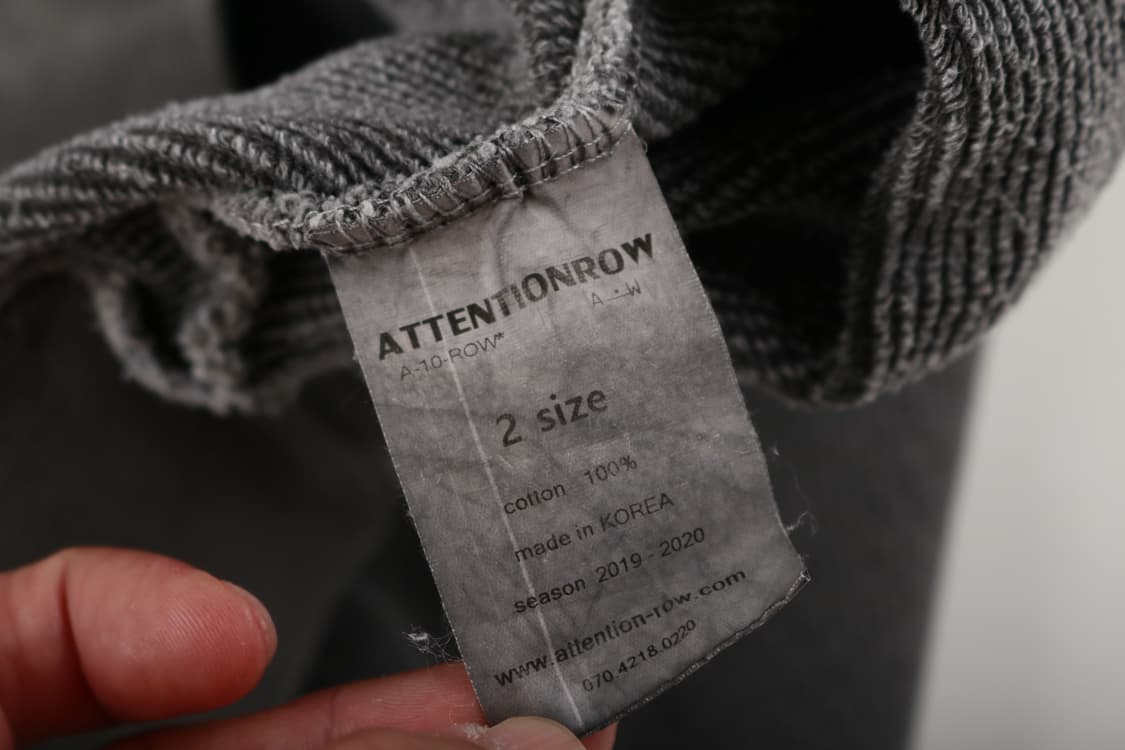 ATTENTIONROW
A-10-ROW*
2 size
cotton 100%
made in KOREA
season 2019 - 2020
www.attention-row.com
070.4218.0220